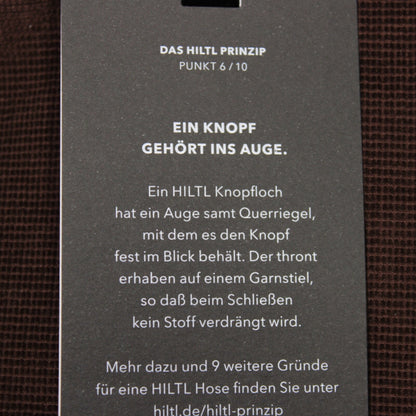 DAS HILTL PRINZIP
PUNKT 6 / 10
EIN KNOPF
GEHÖRT INS AUGE.
Ein HILTL Knopfloch
hat ein Auge samt Querriegel,
mit dem es den Knopf
fest im Blick behält. Der thront
erhaben auf einem Garnstiel,
so daß beim Schließen
kein Stoff verdrängt wird.
Mehr dazu und 9 weitere Gründe
für eine HILTL Hose finden Sie unter
hiltl.de/hiltl-prinzip